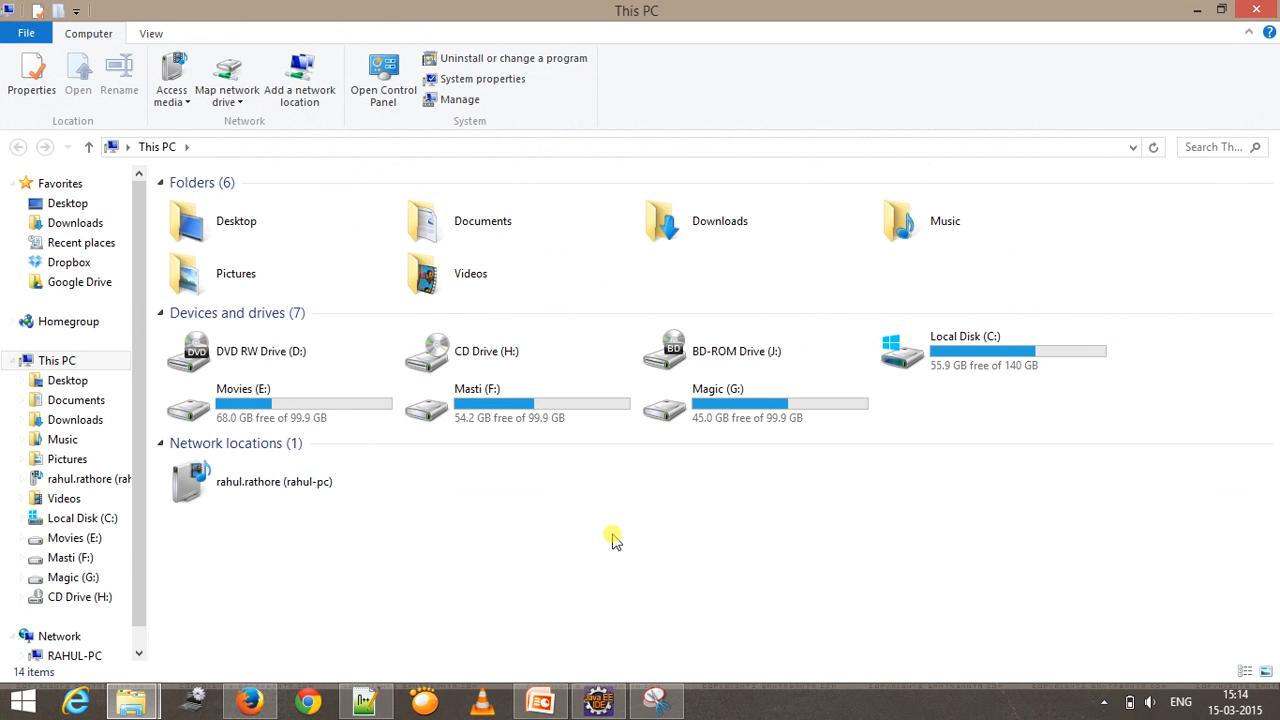 This PC
File
Computer
View
Properties
Open
Rename
Access media
Map network drive
Add a network location
Open Control Panel
Uninstall or change a program
System properties
Manage
Location
Network
System
This PC
Search Th...
Favorites
Desktop
Downloads
Recent places
Dropbox
Google Drive
Homegroup
This PC
Desktop
Documents
Downloads
Music
Pictures
rahul.rathore (rah
Videos
Local Disk (C:)
Movies (E:)
Masti (F:)
Magic (G:)
CD Drive (H:)
Network
RAHUL-PC
Folders (6)
Desktop
Documents
Downloads
Music
Pictures
Videos
Devices and drives (7)
DVD
DVD RW Drive (D:)
CD Drive (H:)
BD
BD-ROM Drive (J:)
Local Disk (C:)
55.9 GB free of 140 GB
Movies (E:)
68.0 GB free of 99.9 GB
Masti (F:)
54.2 GB free of 99.9 GB
Magic (G:)
45.0 GB free of 99.9 GB
Network locations (1)
rahul.rathore (rahul-pc)
14 items
Java EE
IDE
ENG
15:14
15-03-2015